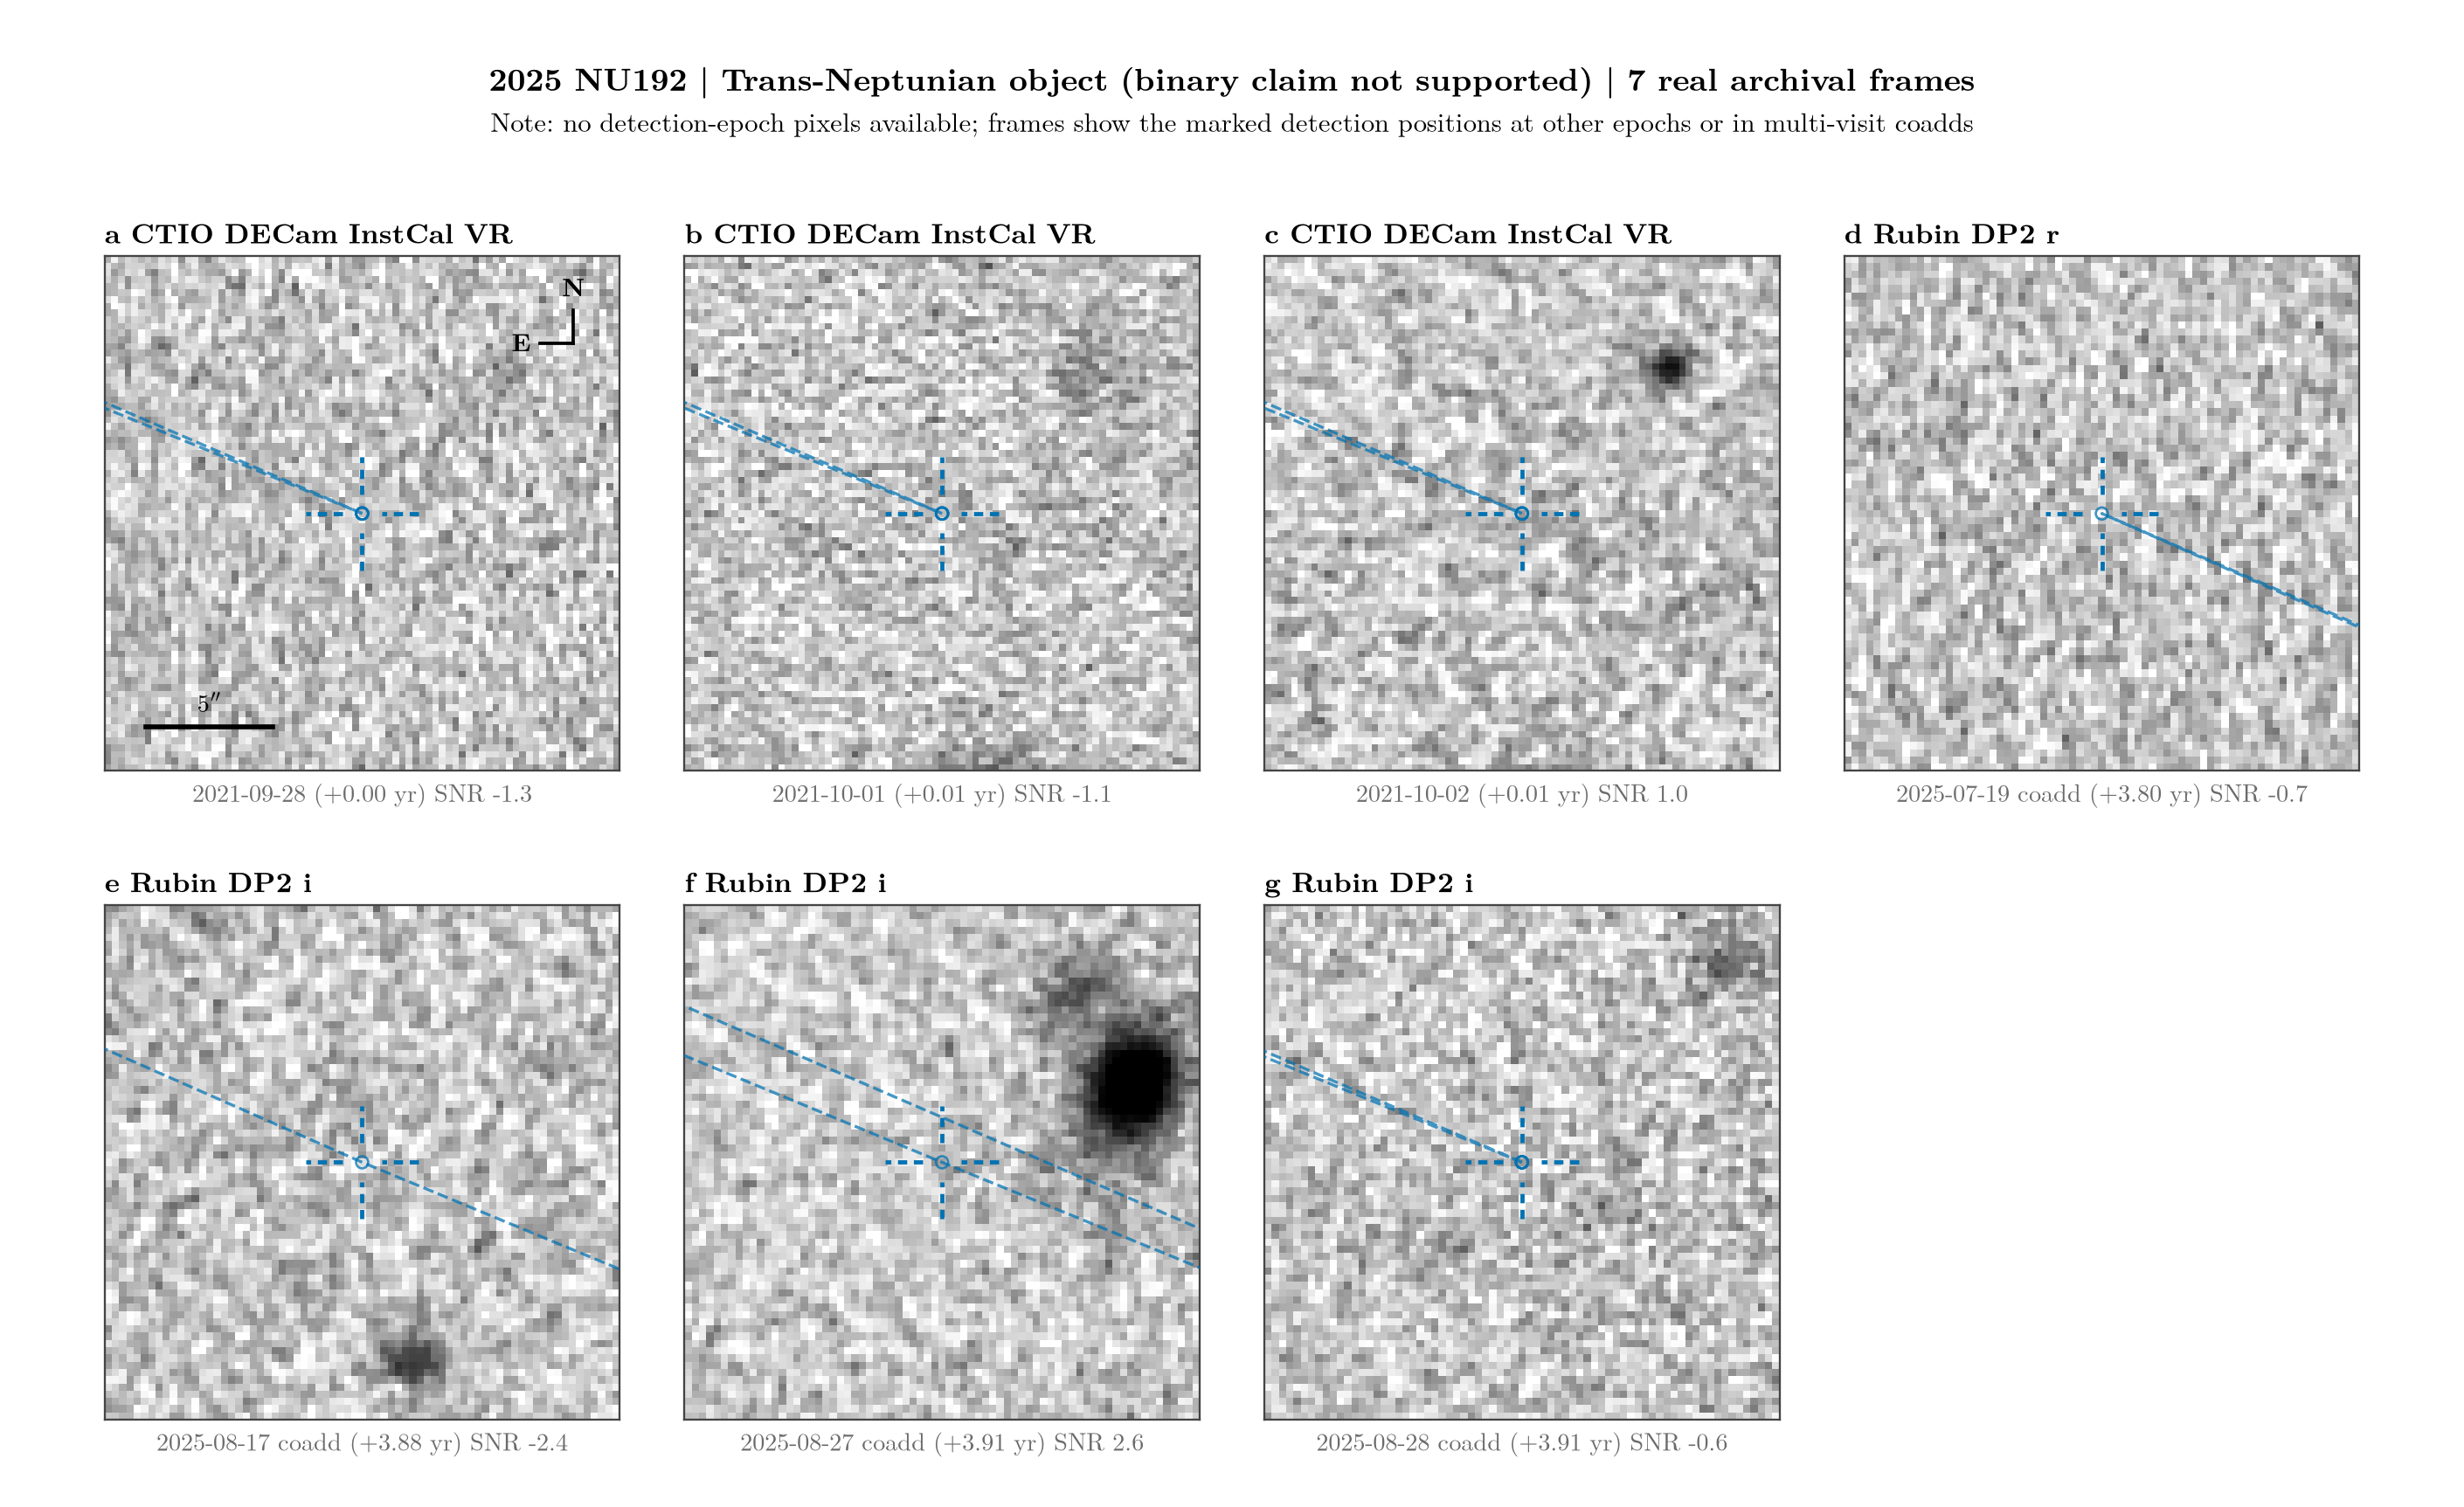 2025 NU192 | Trans-Neptunian object (binary claim not supported) | 7 real archival frames
Note: no detection-epoch pixels available; frames show the marked detection positions at other epochs or in multi-visit coadds
a CTIO DECam InstCal VR
b CTIO DECam InstCal VR
c CTIO DECam InstCal VR
d Rubin DP2 r
N
E
5″
2021-09-28 (+0.00 yr) SNR -1.3
2021-10-01 (+0.01 yr) SNR -1.1
2021-10-02 (+0.01 yr) SNR 1.0
2025-07-19 coadd (+3.80 yr) SNR -0.7
e Rubin DP2 i
f Rubin DP2 i
g Rubin DP2 i
2025-08-17 coadd (+3.88 yr) SNR -2.4
2025-08-27 coadd (+3.91 yr) SNR 2.6
2025-08-28 coadd (+3.91 yr) SNR -0.6